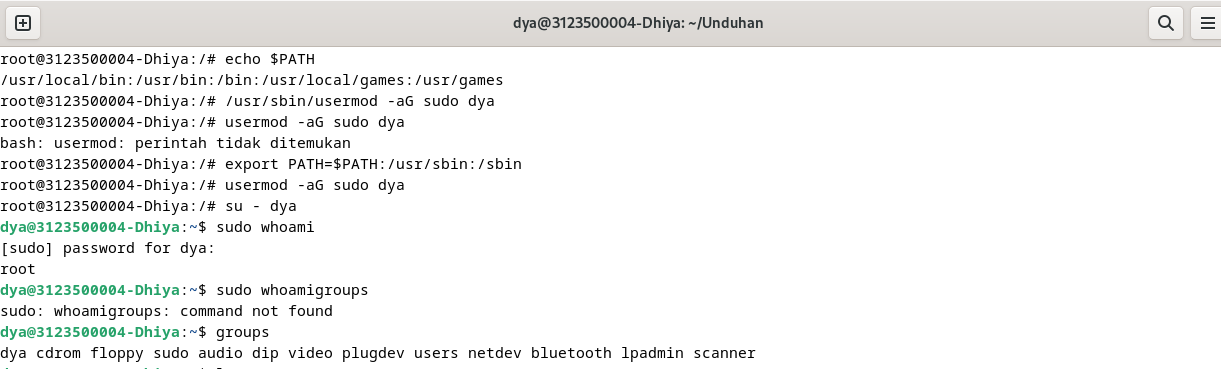 dya@3123500004-Dhiya: ~/Unduhan
root@3123500004-Dhiya:/# echo $PATH
/usr/local/bin:/usr/bin:/bin:/usr/local/games:/usr/games
root@3123500004-Dhiya:/# /usr/sbin/usermod -aG sudo dya
root@3123500004-Dhiya:/# usermod -aG sudo dya
bash: usermod: perintah tidak ditemukan
root@3123500004-Dhiya:/# export PATH=$PATH:/usr/sbin:/sbin
root@3123500004-Dhiya:/# usermod -aG sudo dya
root@3123500004-Dhiya:/# su - dya
dya@3123500004-Dhiya:~$ sudo whoami
[sudo] password for dya:
root
dya@3123500004-Dhiya:~$ sudo whoamigroups
sudo: whoamigroups: command not found
dya@3123500004-Dhiya:~$ groups
dya cdrom floppy sudo audio dip video plugdev users netdev bluetooth lpadmin scanner